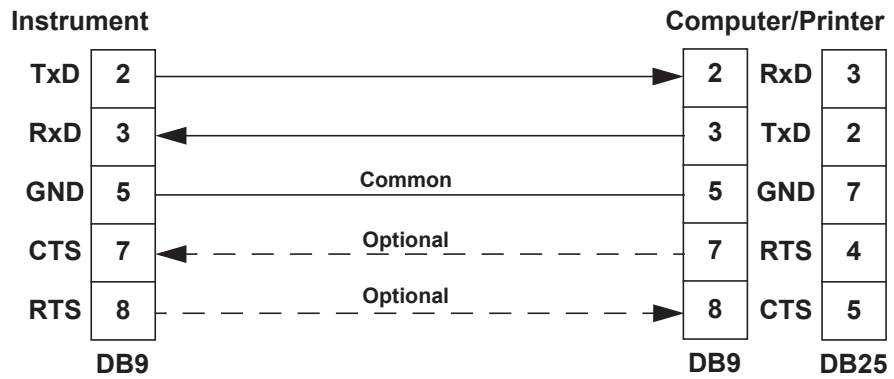 Instrument Computer/Printer
TxD 2 2 RxD 3
RxD 3 3 TxD 2
GND 5 Common 5 GND 7
CTS 7 Optional 7 RTS 4
RTS 8 Optional 8 CTS 5
DB9 DB9 DB25